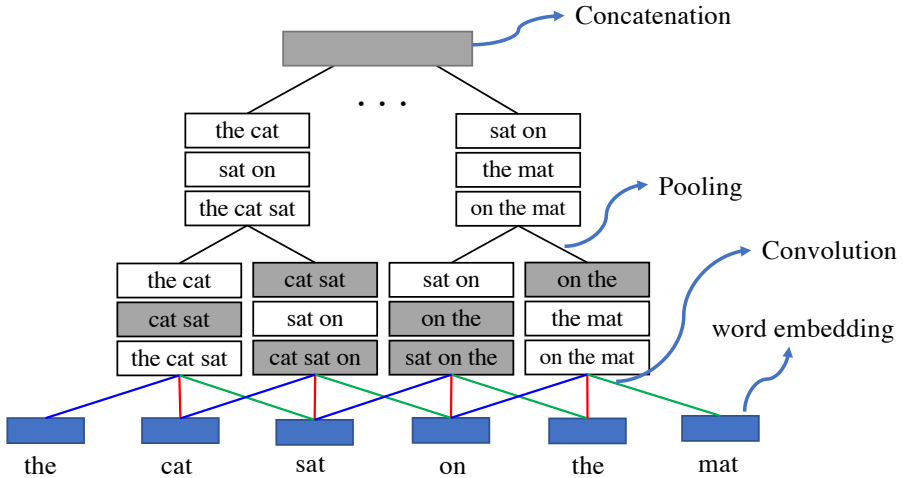 Concatenation
. . .
the cat
sat on
the cat sat
sat on
the mat
on the mat
Pooling
Convolution
word embedding
the cat
cat sat
the cat sat
cat sat
sat on
cat sat on
sat on
on the
sat on the
on the
the mat
on the mat
the cat sat on the mat